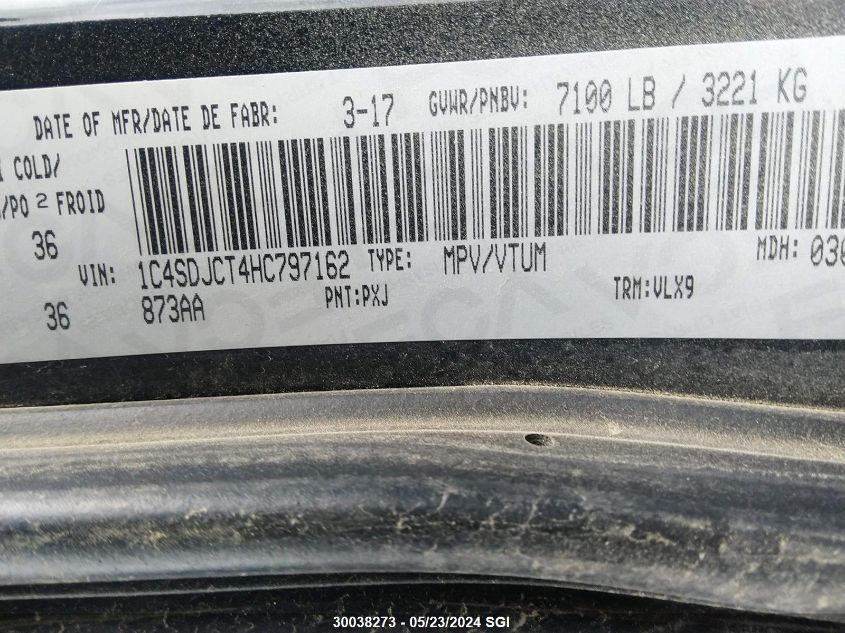 DATE OF MFR/DATE DE FABR: 3-17 GVWR/PNBV: 7100 LB / 3221 KG
COLD/
/PO 2 FROID
36
VIN: 1C4SDJCT4HC797162 TYPE: MPV/VTUM MDH: 030
36 873AA PNT:PXJ TRM:VLX9
30038273 - 05/23/2024 SGI